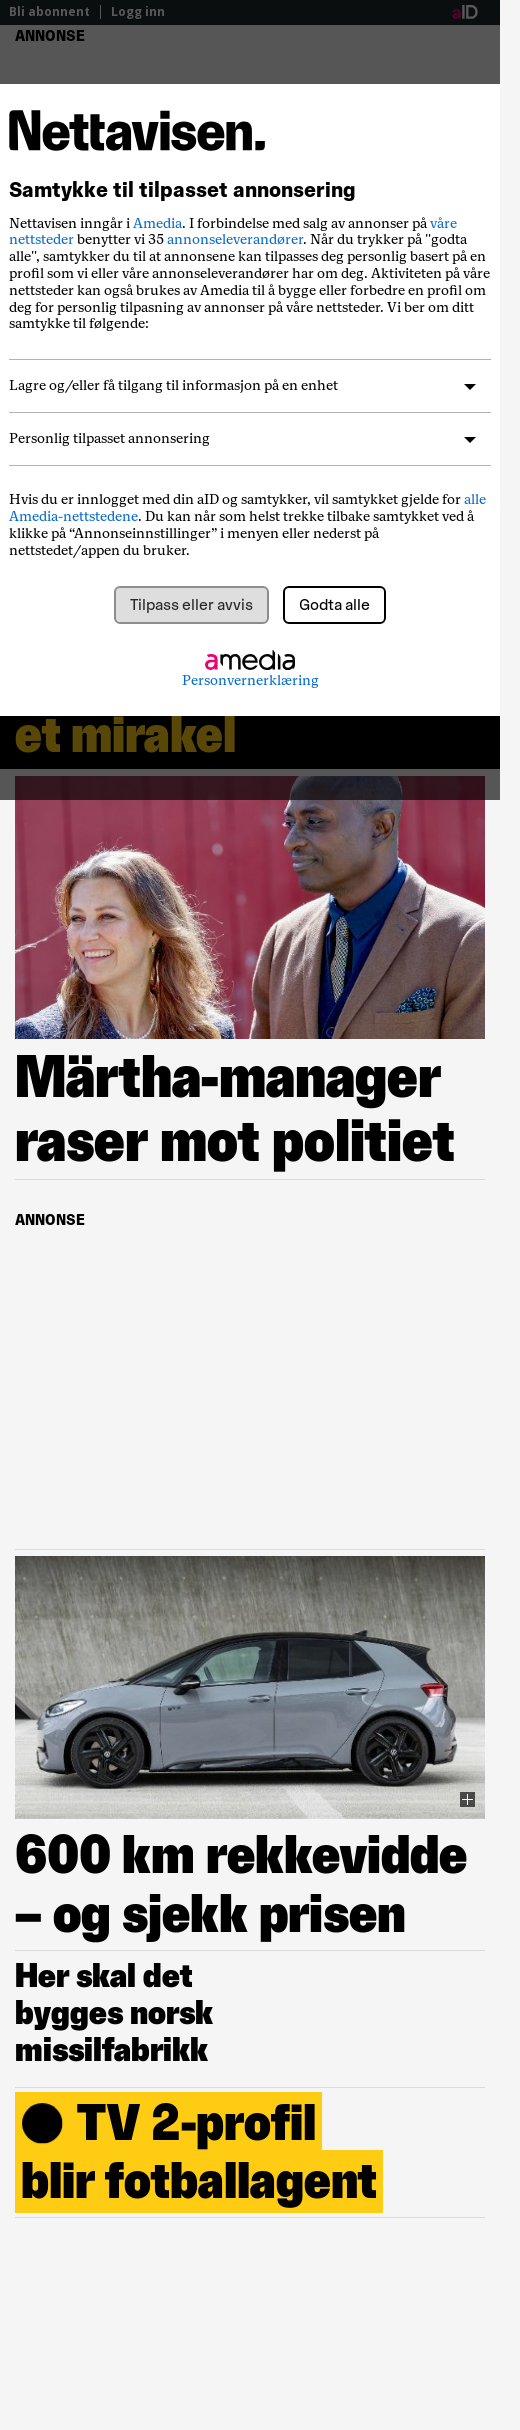 Bli abonnent | Logg inn
aID
ANNONSE
Nettavisen.
Samtykke til tilpasset annonsering
Nettavisen inngår i Amedia. I forbindelse med salg av annonser på våre
nettsteder benytter vi 35 annonseleverandører. Når du trykker på "godta
alle", samtykker du til at annonsene kan tilpasses deg personlig basert på en
profil som vi eller våre annonseleverandører har om deg. Aktiviteten på våre
nettsteder kan også brukes av Amedia til å bygge eller forbedre en profil om
deg for personlig tilpasning av annonser på våre nettsteder. Vi ber om ditt
samtykke til følgende:
Lagre og/eller få tilgang til informasjon på en enhet
Personlig tilpasset annonsering
Hvis du er innlogget med din aID og samtykker, vil samtykket gjelde for alle
Amedia-nettstedene. Du kan når som helst trekke tilbake samtykket ved å
klikke på “Annonseinnstillinger” i menyen eller nederst på
nettstedet/appen du bruker.
Tilpass eller avvis
Godta alle
amedia
Personvernerklæring
et mirakel
Märtha-manager
raser mot politiet
ANNONSE
600 km rekkevidde
– og sjekk prisen
Her skal det
bygges norsk
missilfabrikk
● TV 2-profil
blir fotballagent